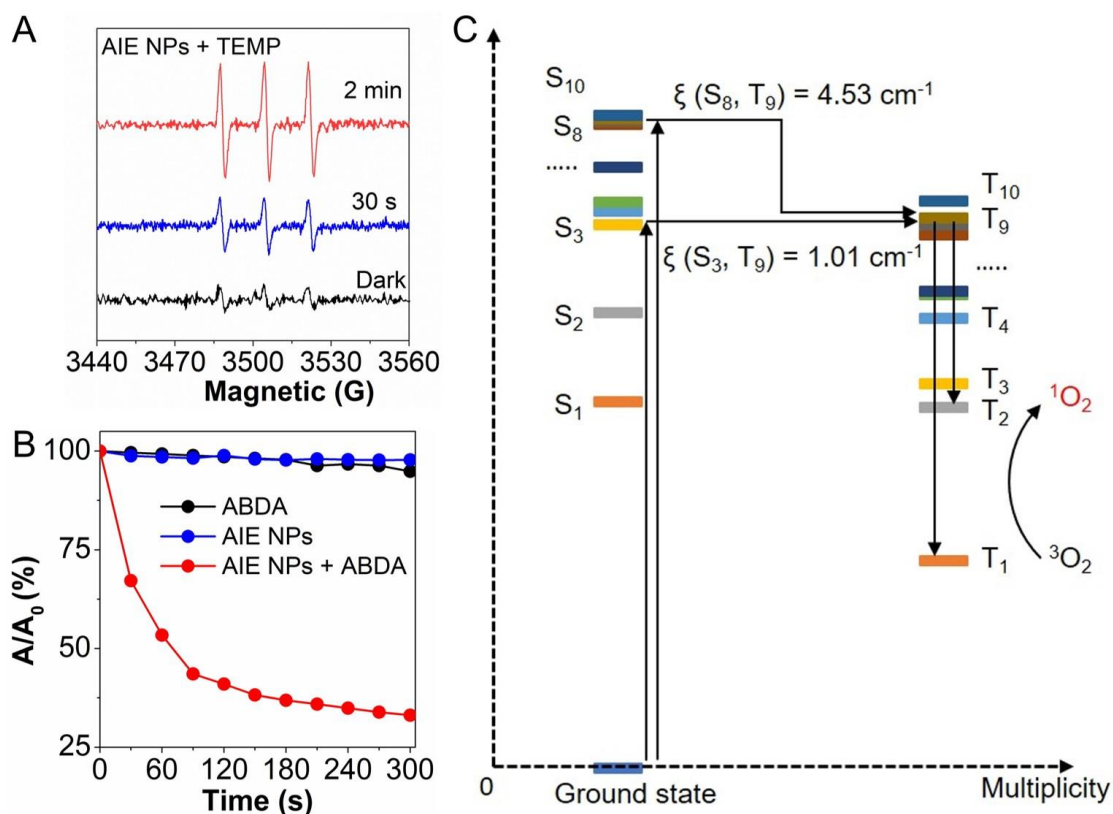 A
AIE NPs + TEMP
2 min
30 s
Dark
3440 3470 3500 3530 3560
Magnetic (G)
B
100
75
50
25
A/A₀ (%)
ABDA
AIE NPs
AIE NPs + ABDA
0 60 120 180 240 300
Time (s)
C
S₁₀
S₈
.....
S₃
S₂
S₁
ξ (S₈, T₉) = 4.53 cm⁻¹
ξ (S₃, T₉) = 1.01 cm⁻¹
T₁₀
T₉
.....
T₄
T₃
T₂
T₁
¹O₂
³O₂
0
Ground state
Multiplicity